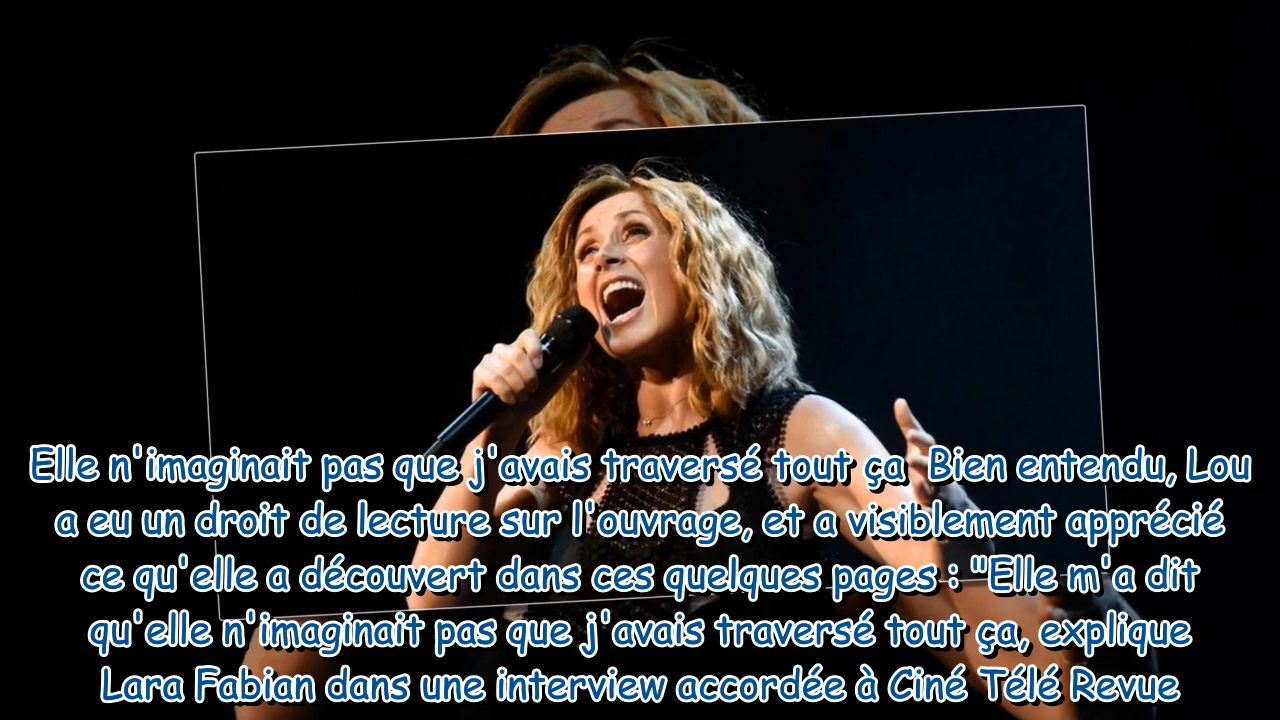 Elle n'imaginait pas que j'avais traversé tout ça  Bien entendu, Lou
a eu un droit de lecture sur l'ouvrage, et a visiblement apprécié
ce qu'elle a découvert dans ces quelques pages : "Elle m'a dit
qu'elle n'imaginait pas que j'avais traversé tout ça, explique
Lara Fabian dans une interview accordée à Ciné Télé Revue